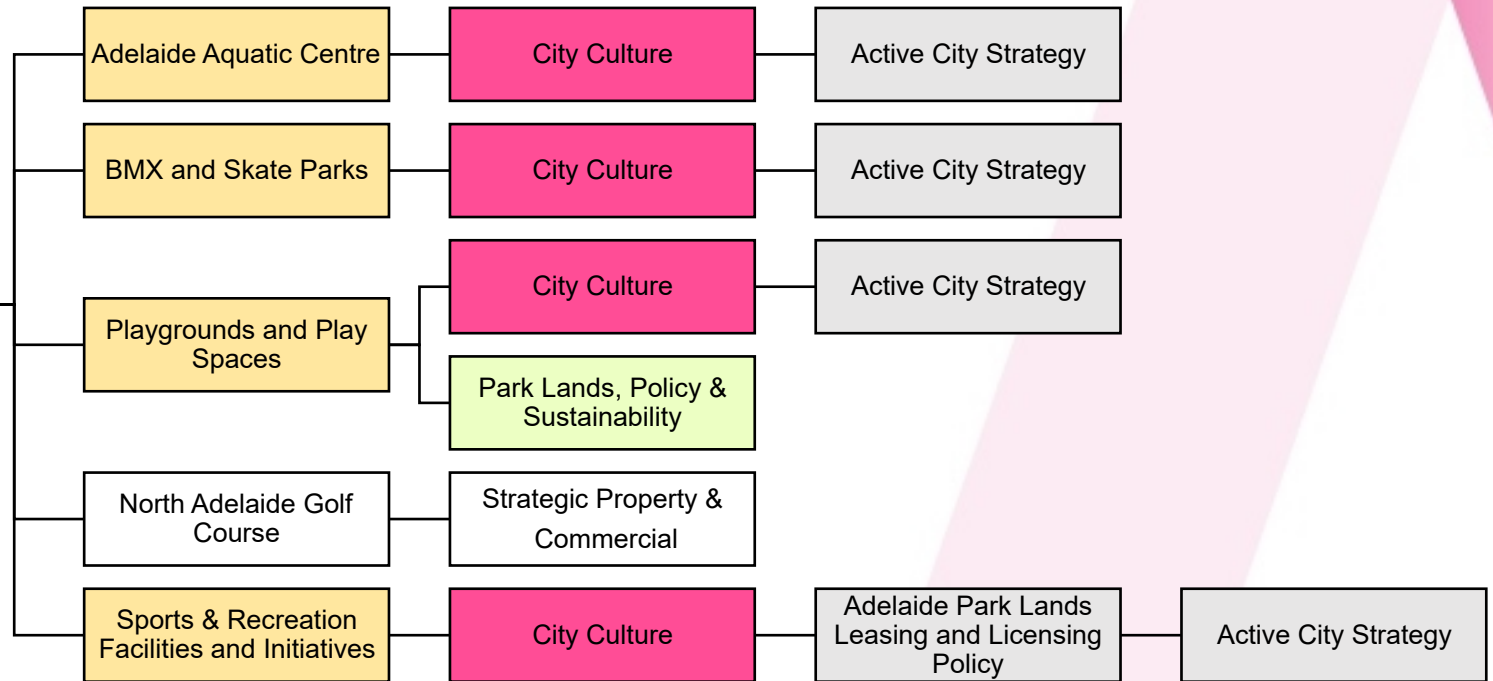 Adelaide Aquatic Centre
City Culture
Active City Strategy
BMX and Skate Parks
City Culture
Active City Strategy
Playgrounds and Play
Spaces
City Culture
Active City Strategy
Park Lands, Policy &
Sustainability
North Adelaide Golf
Course
Strategic Property &
Commercial
Sports & Recreation
Facilities and Initiatives
City Culture
Adelaide Park Lands
Leasing and Licensing
Policy
Active City Strategy